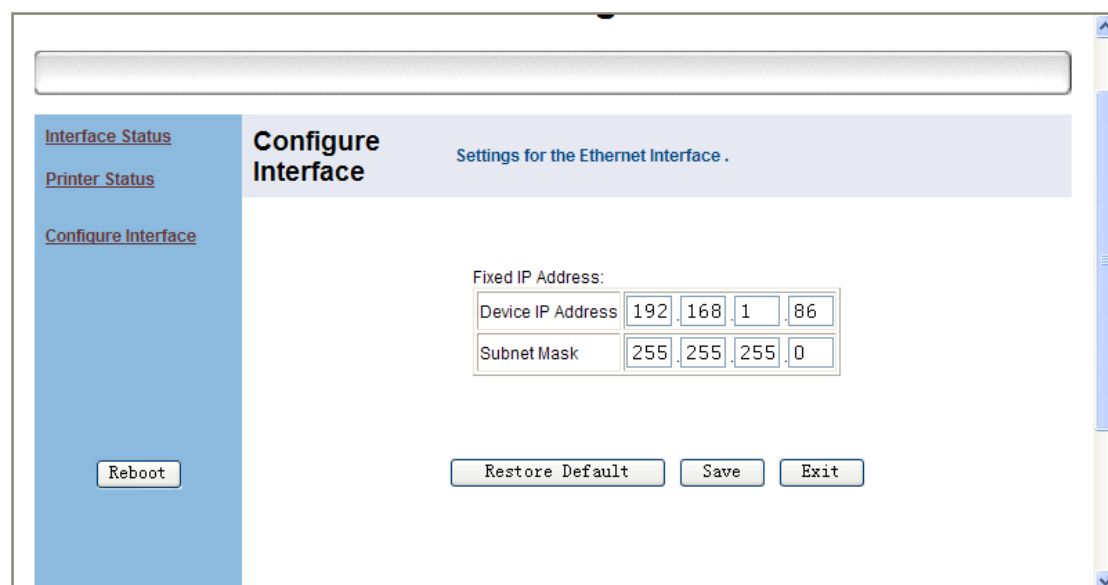 Interface Status
Printer Status
Configure Interface
Configure
Interface
Settings for the Ethernet Interface .
Fixed IP Address:
Device IP Address 192 . 168 . 1 . 86
Subnet Mask 255 . 255 . 255 . 0
Reboot
Restore Default Save Exit